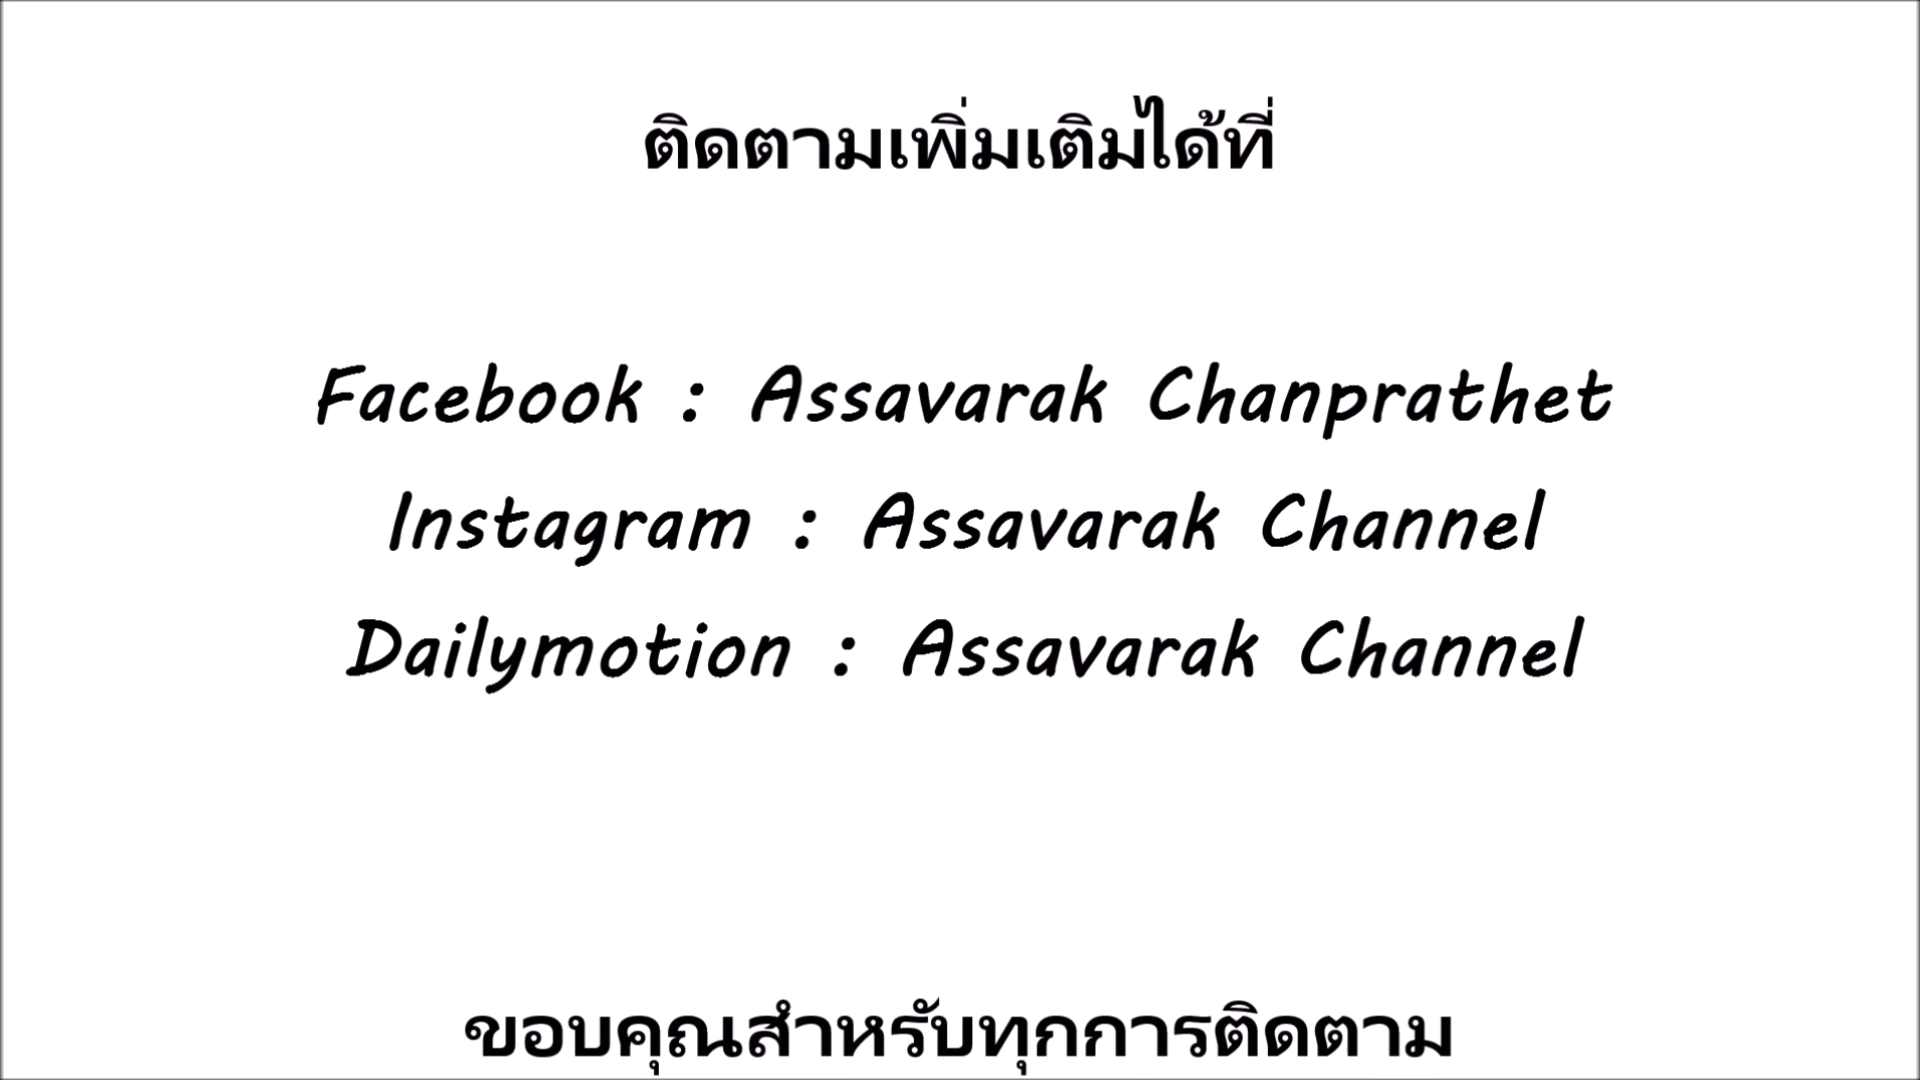 ติดตามเพิ่มเติมได้ที่
Facebook : Assavarak Chanprathet
Instagram : Assavarak Channel
Dailymotion : Assavarak Channel
ขอบคุณสำหรับทุกการติดตาม